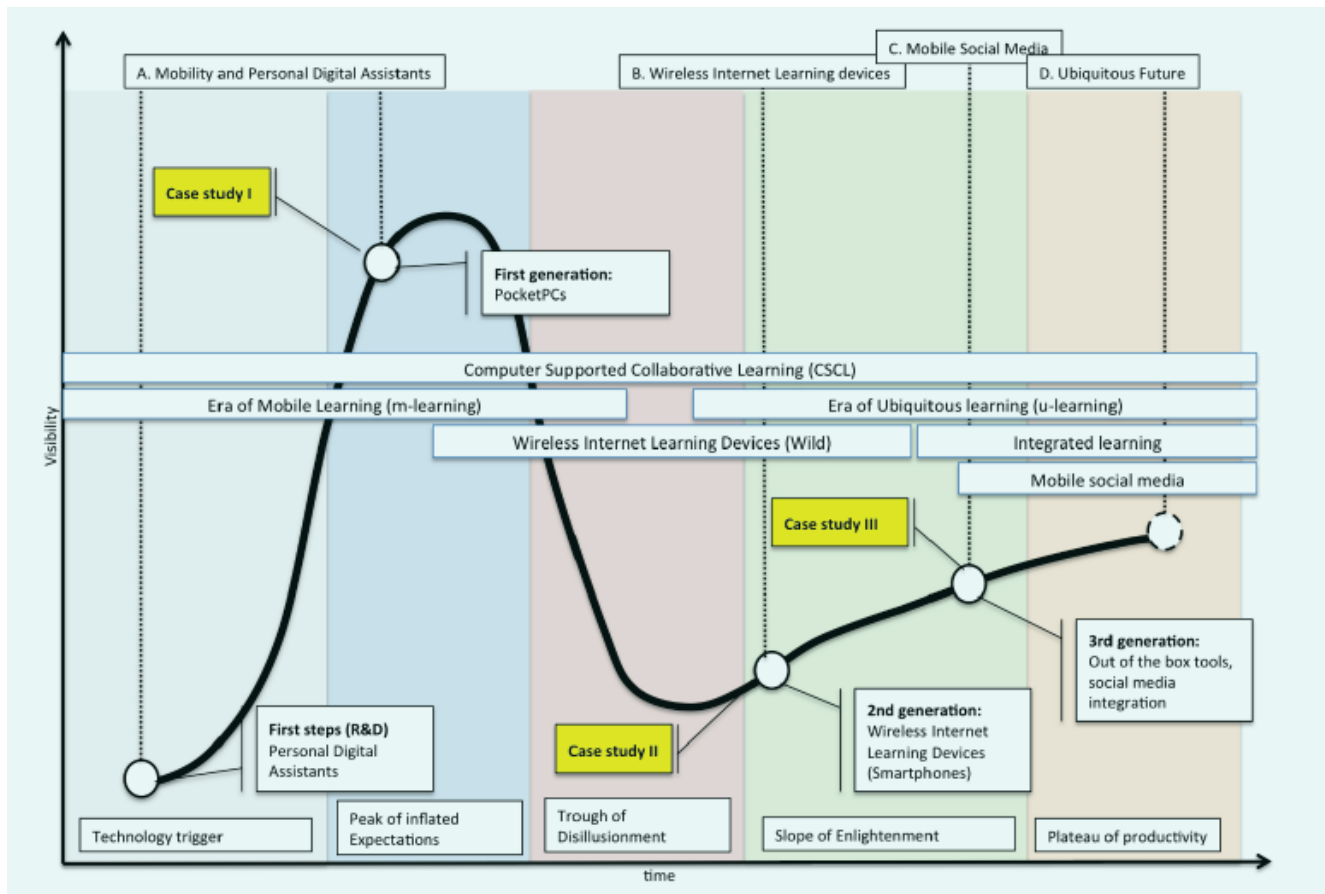 C. Mobile Social Media
A. Mobility and Personal Digital Assistants
B. Wireless Internet Learning devices
D. Ubiquitous Future
Case study I
First generation:
PocketPCs
Computer Supported Collaborative Learning (CSCL)
Era of Mobile Learning (m-learning)
Era of Ubiquitous learning (u-learning)
Visibility
Wireless Internet Learning Devices (Wild)
Integrated learning
Mobile social media
Case study III
3rd generation:
Out of the box tools,
social media
integration
2nd generation:
Wireless Internet
Learning Devices
(Smartphones)
Case study II
First steps (R&D)
Personal Digital
Assistants
Technology trigger
Peak of inflated
Expectations
Trough of
Disillusionment
Slope of Enlightenment
Plateau of productivity
time